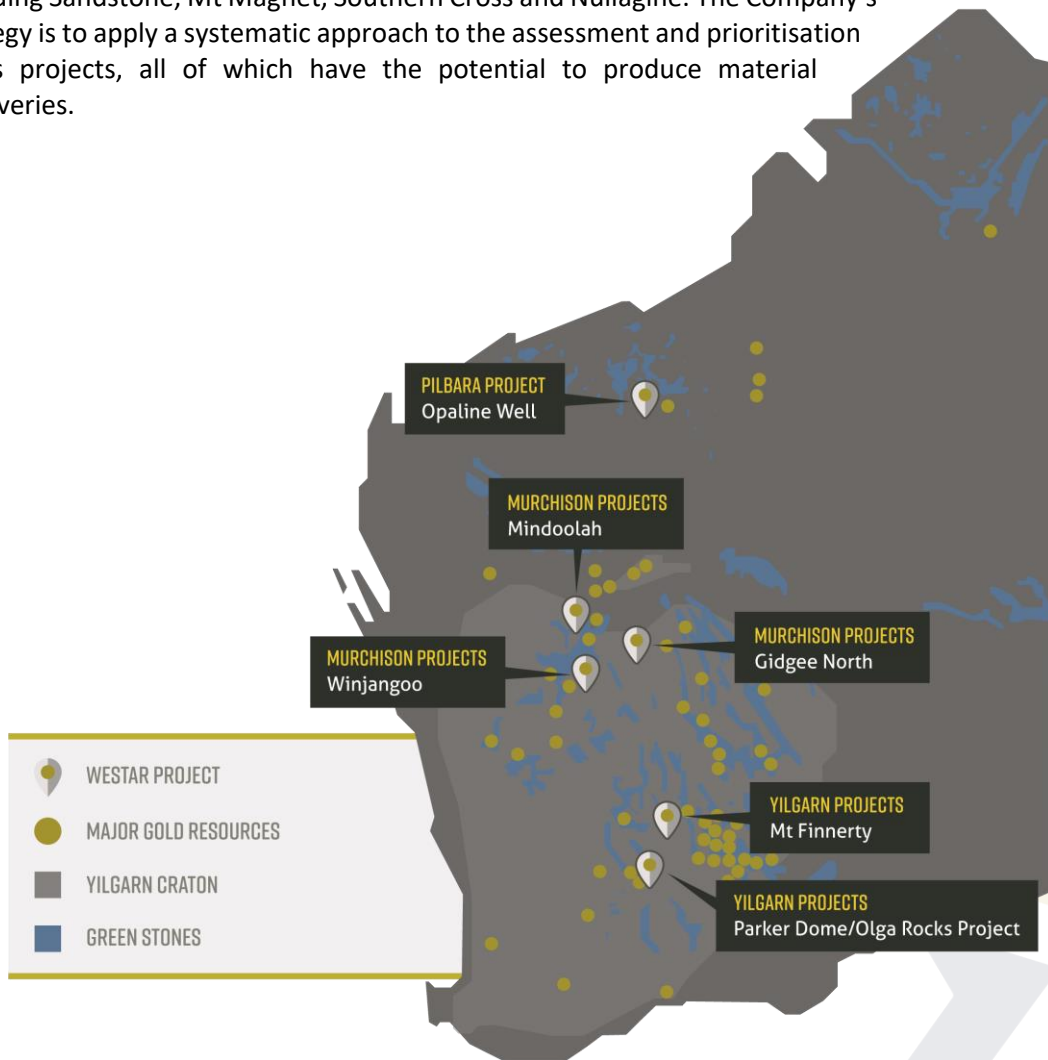 Sandstone, Mt Magnet, Southern Cross and Nullagine. The Company's
is to apply a systematic approach to the assessment and prioritisation
projects, all of which have the potential to produce material
PILBARA PROJECT
Opaline Well
MURCHISON PROJECTS
Mindoolah
MURCHISON PROJECTS
Gidgee North
MURCHISON PROJECTS
Winjangoo
WESTAR PROJECT
MAJOR GOLD RESOURCES
YILGARN CRATON
GREEN STONES
YILGARN PROJECTS
Mt Finnerty
YILGARN PROJECTS
Parker Dome/Olga Rocks Project